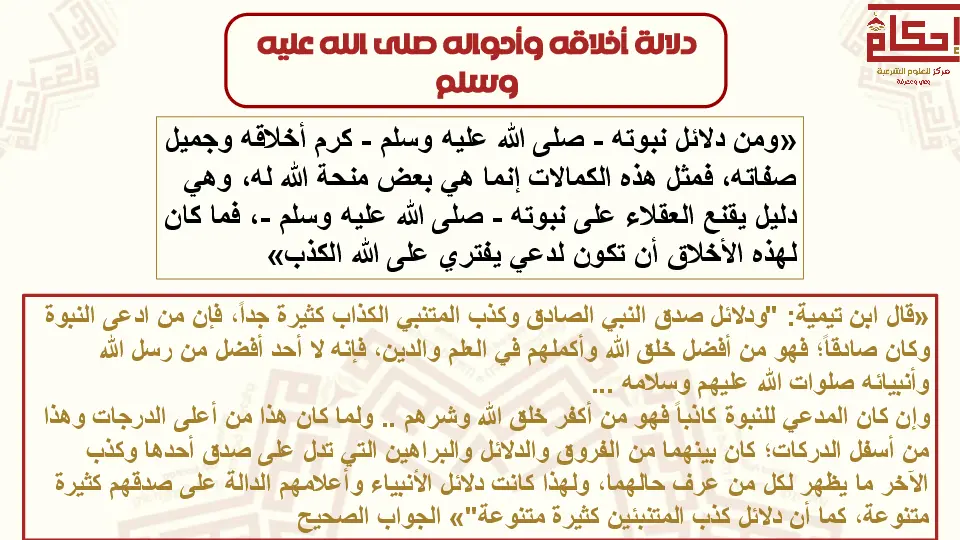 إحكام
مركز للعلوم الشرعية
وعي ومعرفة
دلالة أخلاقه وأحواله صلى الله عليه
وسلم
«ومن دلائل نبوته - صلى الله عليه وسلم - كرم أخلاقه وجميل
صفاته، فمثل هذه الكمالات إنما هي بعض منحة الله له، وهي
دليل يقنع العقلاء على نبوته - صلى الله عليه وسلم -، فما كان
لهذه الأخلاق أن تكون لدعي يفتري على الله الكذب»
«قال ابن تيمية: "ودلائل صدق النبي الصادق وكذب المتنبي الكذاب كثيرة جداً، فإن من ادعى النبوة
وكان صادقاً؛ فهو من أفضل خلق الله وأكملهم في العلم والدين، فإنه لا أحد أفضل من رسل الله
وأنبيائه صلوات الله عليهم وسلامه ...
وإن كان المدعي للنبوة كاذباً فهو من أكفر خلق الله وشرهم .. ولما كان هذا من أعلى الدرجات وهذا
من أسفل الدركات؛ كان بينهما من الفروق والدلائل والبراهين التي تدل على صدق أحدها وكذب
الآخر ما يظهر لكل من عرف حالهما، ولهذا كانت دلائل الأنبياء وأعلامهم الدالة على صدقهم كثيرة
متنوعة، كما أن دلائل كذب المتنبئين كثيرة متنوعة"» الجواب الصحيح